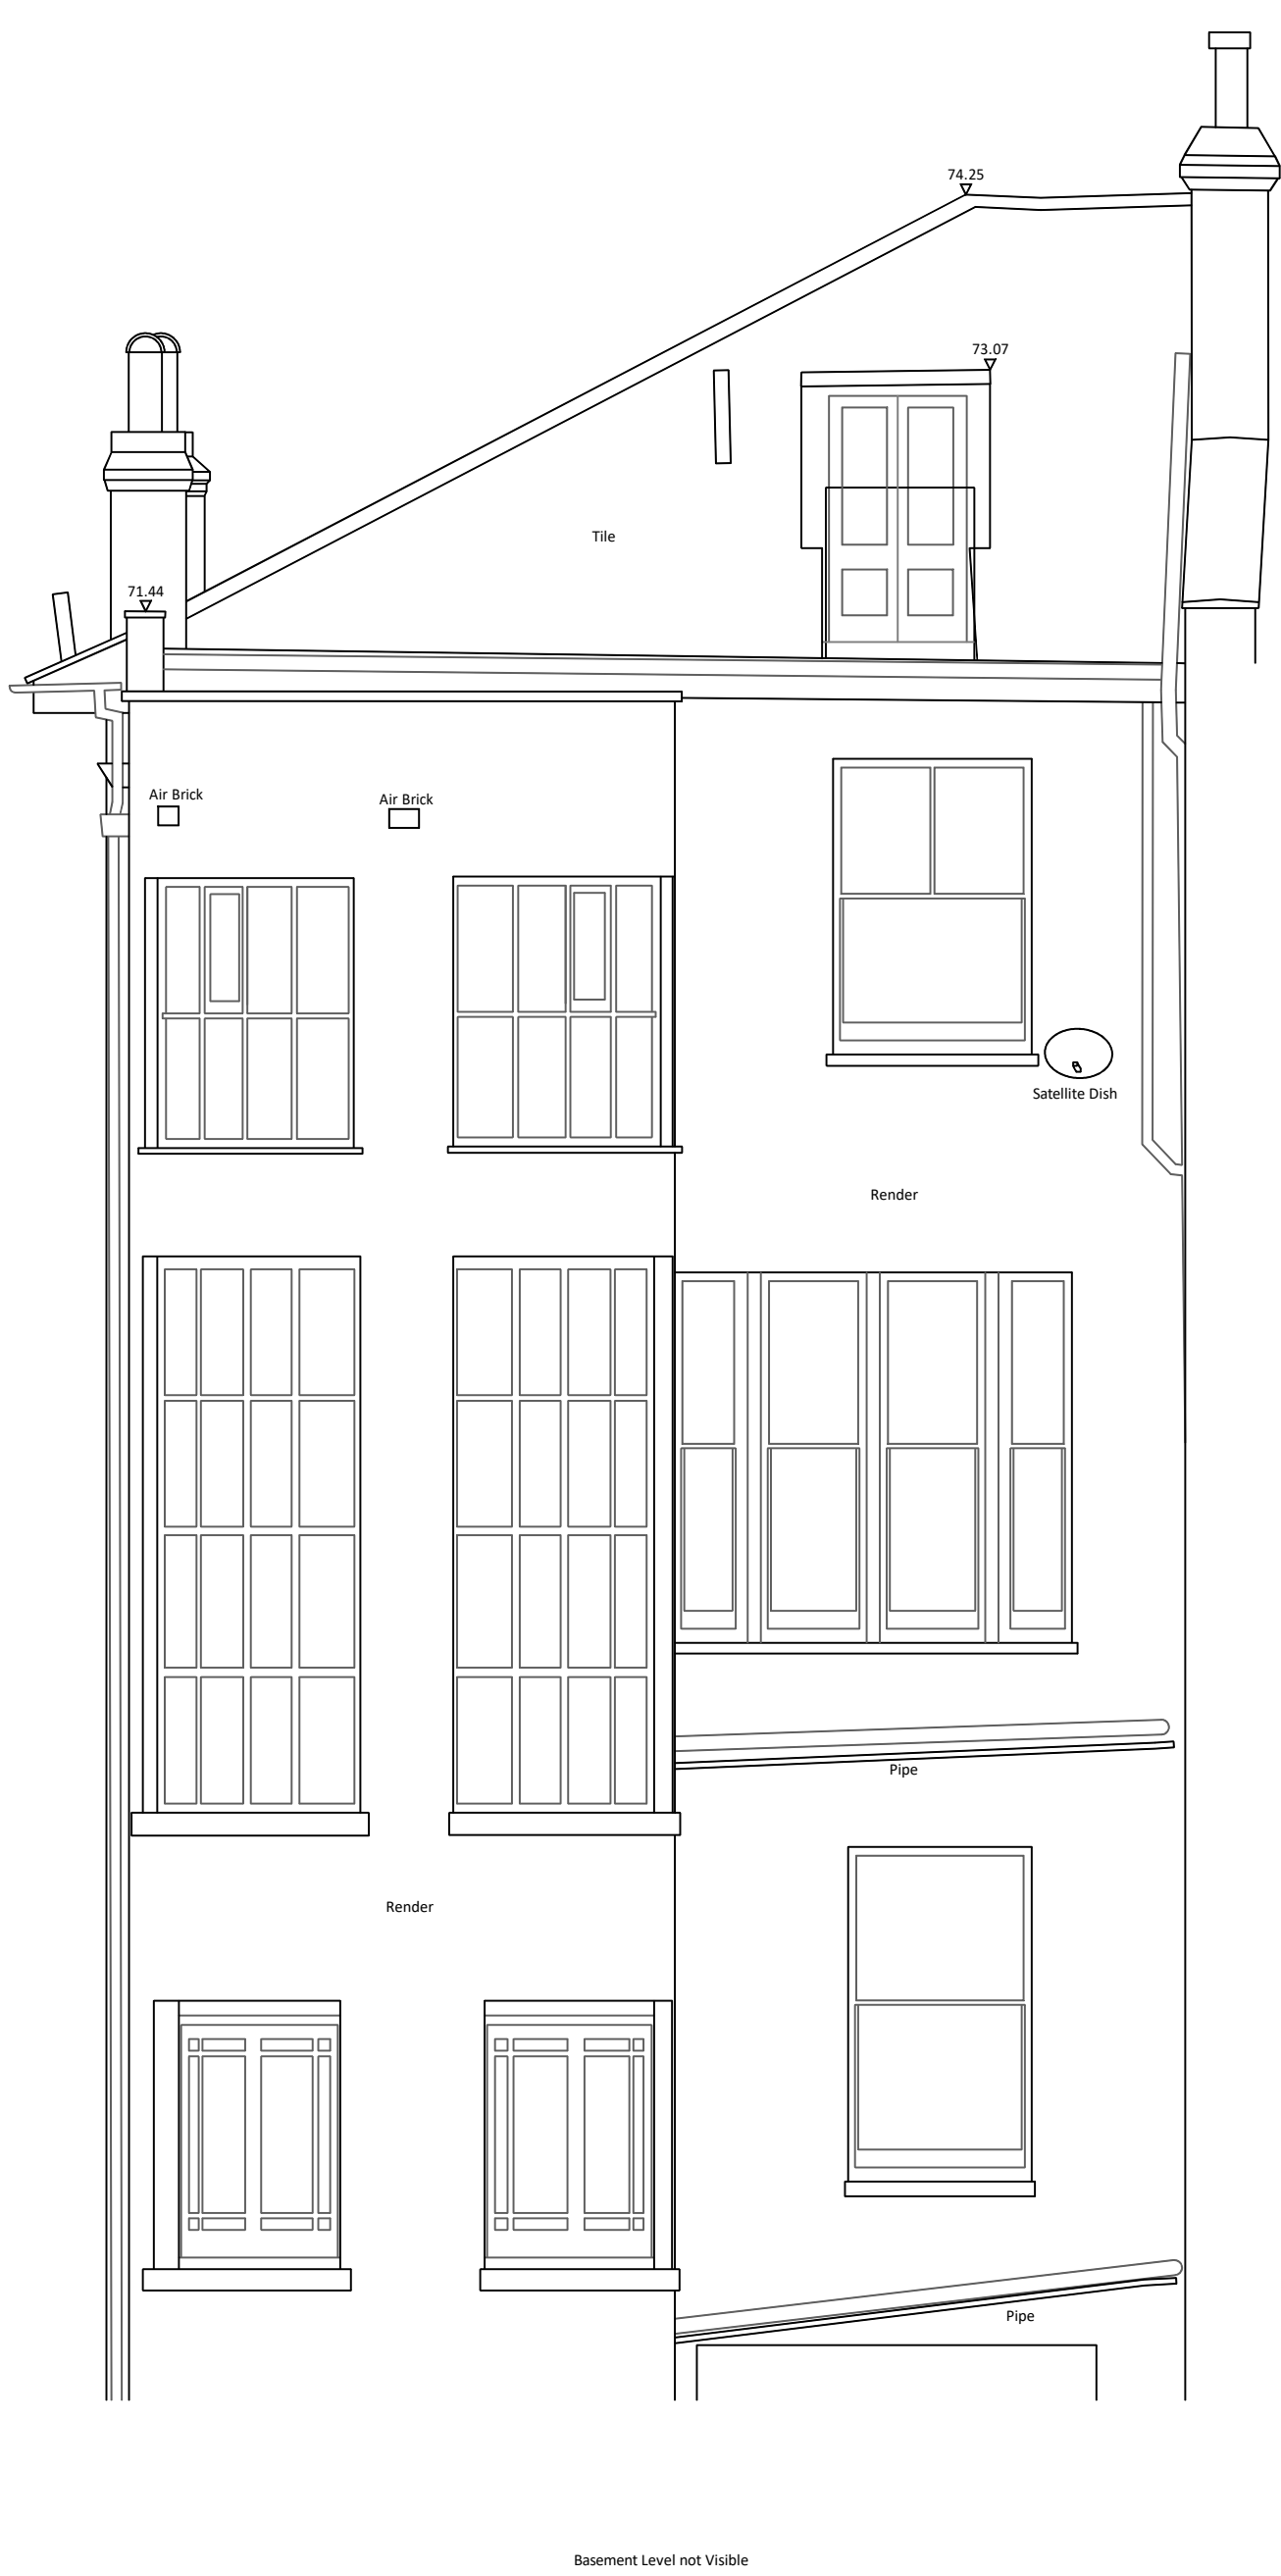 74.25
73.07
Tile
71.44
Air Brick
Air Brick
Satellite Dish
Render
Pipe
Render
Pipe
Basement Level not Visible